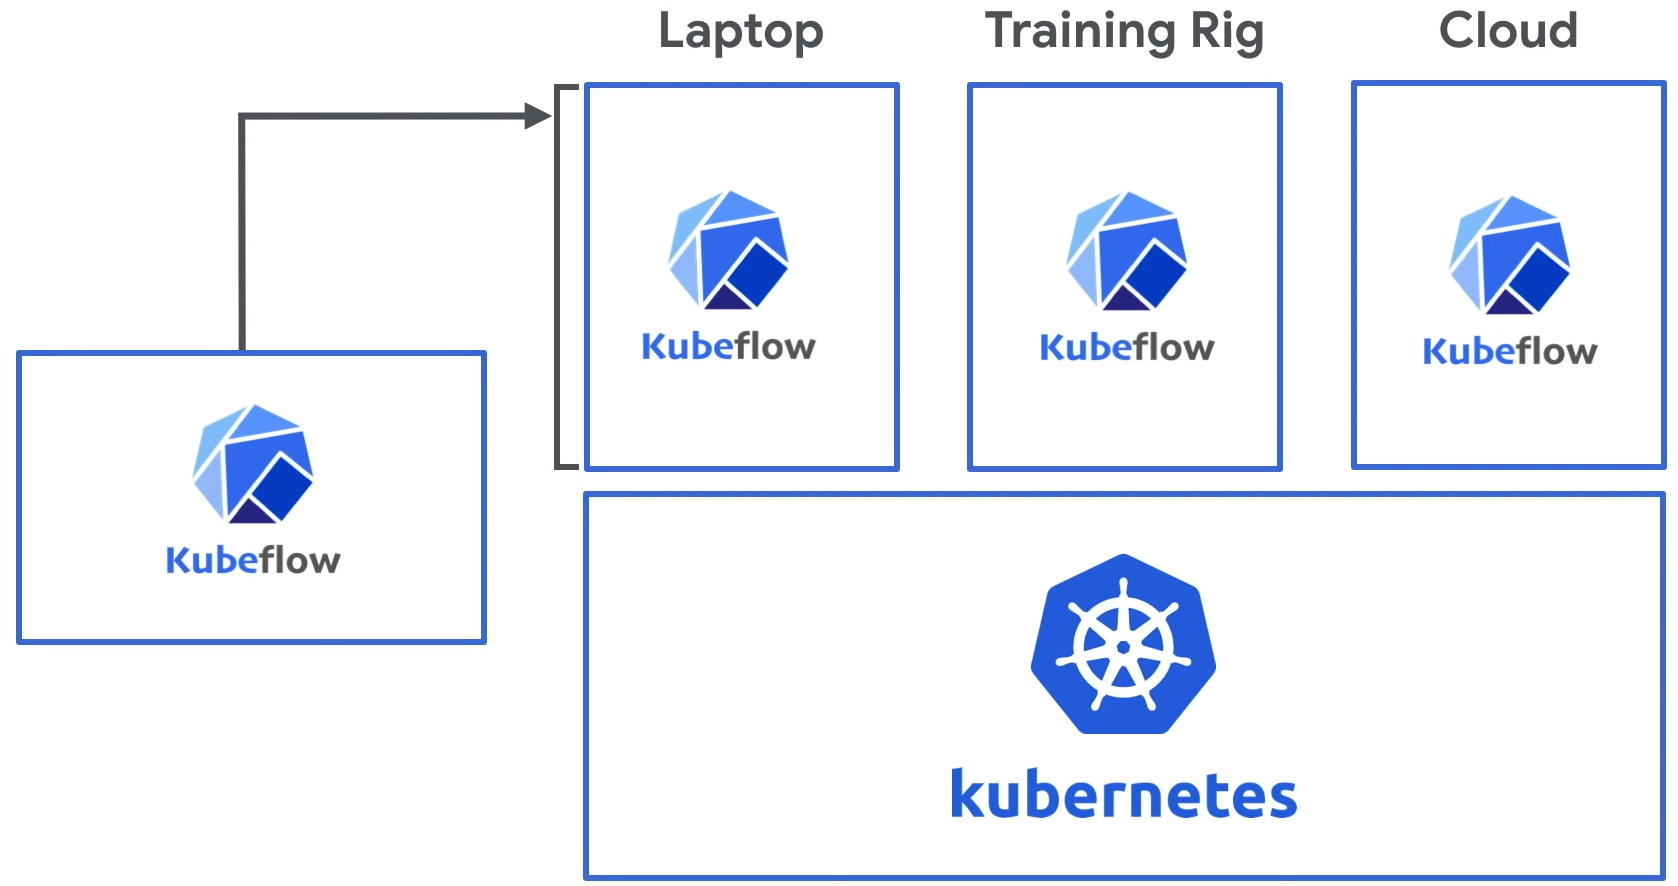 Laptop
Training Rig
Cloud
Kubeflow
Kubeflow
Kubeflow
Kubeflow
kubernetes